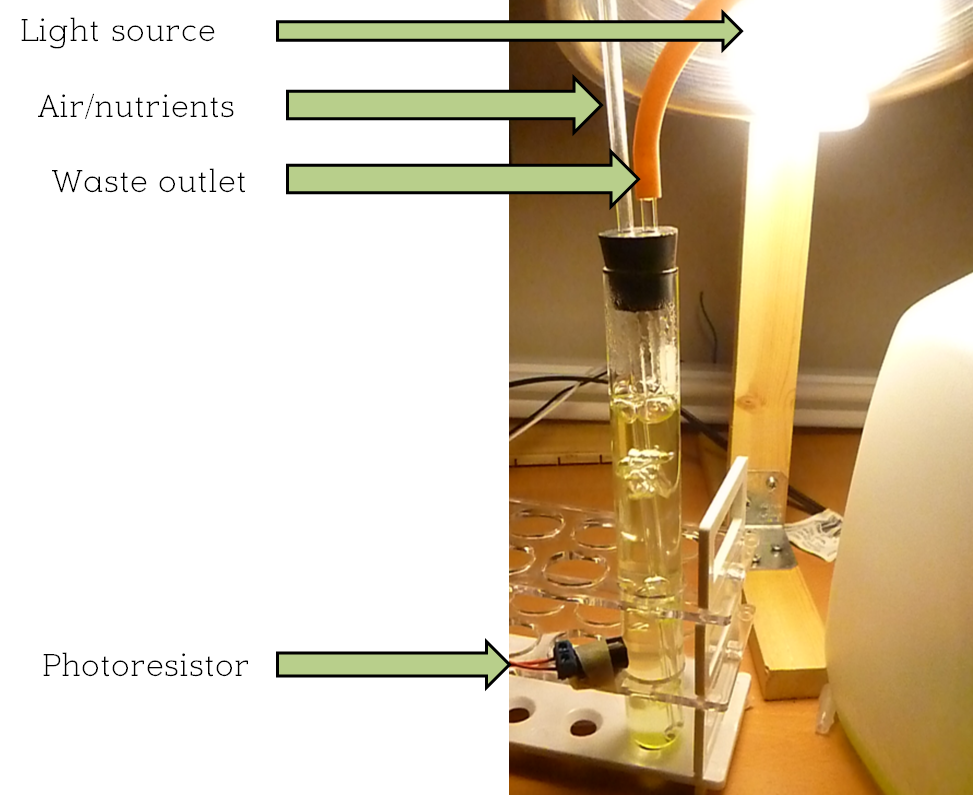 Light source
Air/nutrients
Waste outlet
Photoresistor